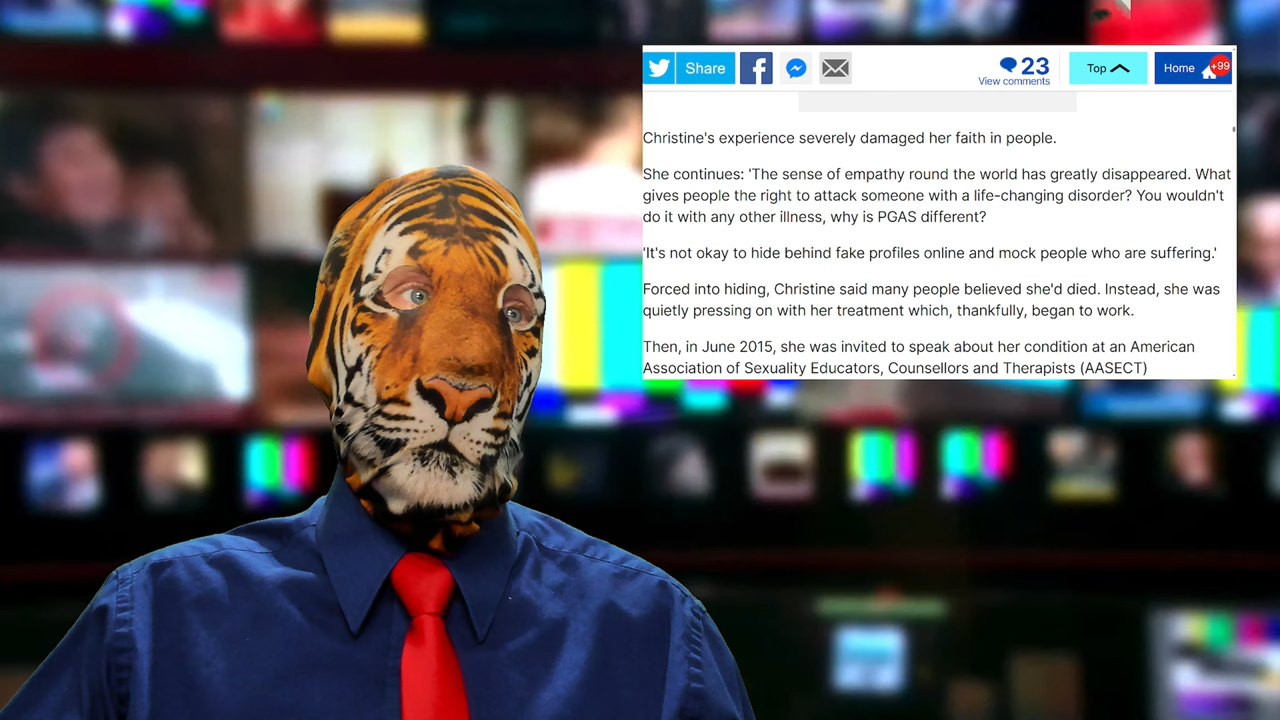 Share
23
View comments
Top
Home
+99
Christine's experience severely damaged her faith in people.
She continues: 'The sense of empathy round the world has greatly disappeared. What
gives people the right to attack someone with a life-changing disorder? You wouldn't
do it with any other illness, why is PGAS different?
'It's not okay to hide behind fake profiles online and mock people who are suffering.'
Forced into hiding, Christine said many people believed she'd died. Instead, she was
quietly pressing on with her treatment which, thankfully, began to work.
Then, in June 2015, she was invited to speak about her condition at an American
Association of Sexuality Educators, Counsellors and Therapists (AASECT)